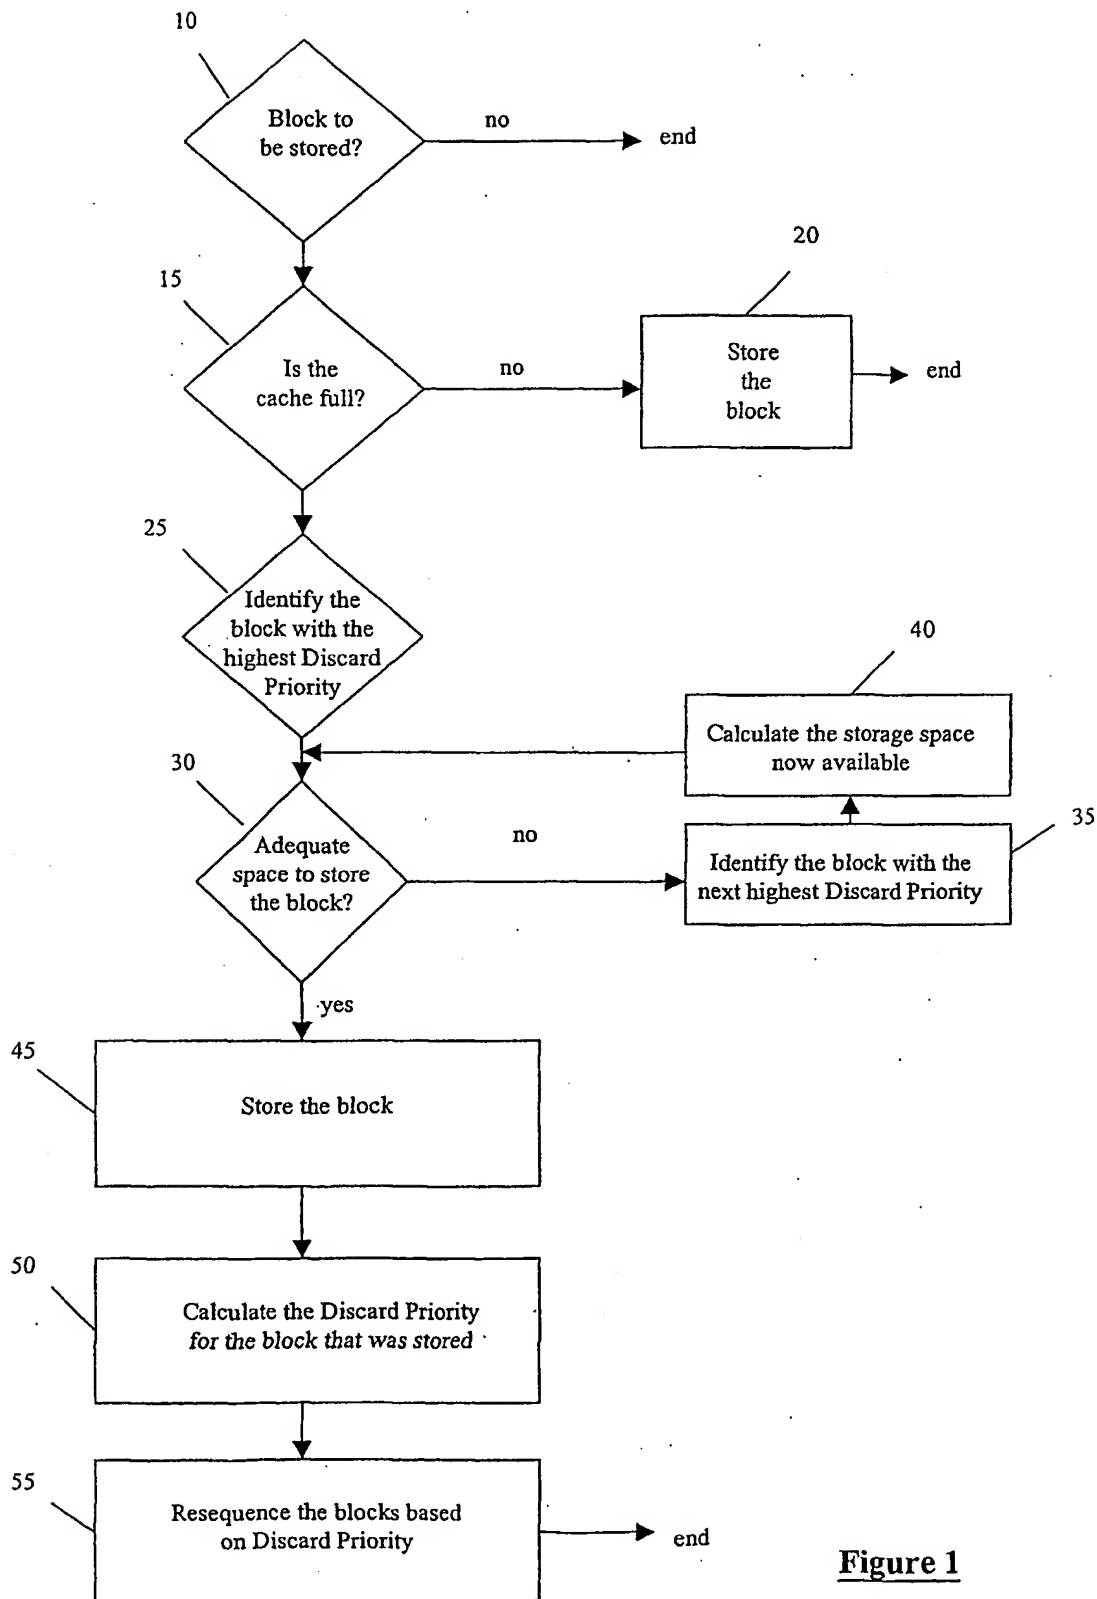 10
Block to
be stored?
no
end
15
Is the
cache full?
no
20
Store
the
block
end
25
Identify the
block with the
highest Discard
Priority
40
Calculate the storage space
now available
30
Adequate
space to store
the block?
no
35
Identify the block with the
next highest Discard Priority
yes
45
Store the block
50
Calculate the Discard Priority
for the block that was stored
55
Resequence the blocks based
on Discard Priority
end
Figure 1